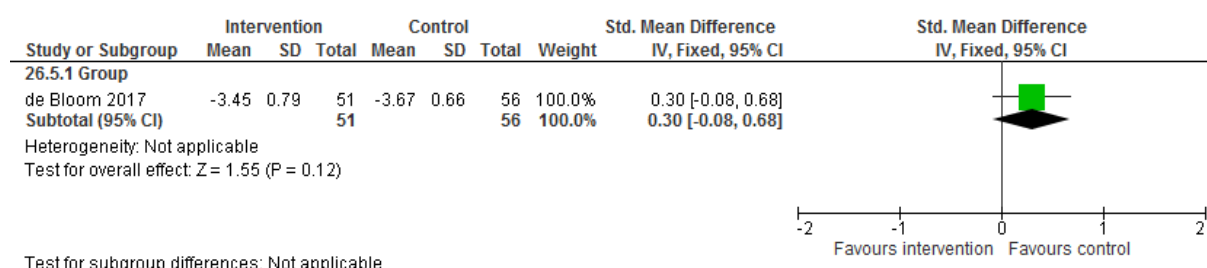 Intervention Control Std. Mean Difference Std. Mean Difference
Study or Subgroup Mean SD Total Mean SD Total Weight IV, Fixed, 95% CI IV, Fixed, 95% CI
26.5.1 Group
de Bloom 2017 -3.45 0.79 51 -3.67 0.66 56 100.0% 0.30 [-0.08, 0.68]
Subtotal (95% CI) 51 56 100.0% 0.30 [-0.08, 0.68]
Heterogeneity: Not applicable
Test for overall effect: Z = 1.55 (P = 0.12)
-2 -1 0 1 2
Favours intervention Favours control
Test for subgroup differences: Not applicable